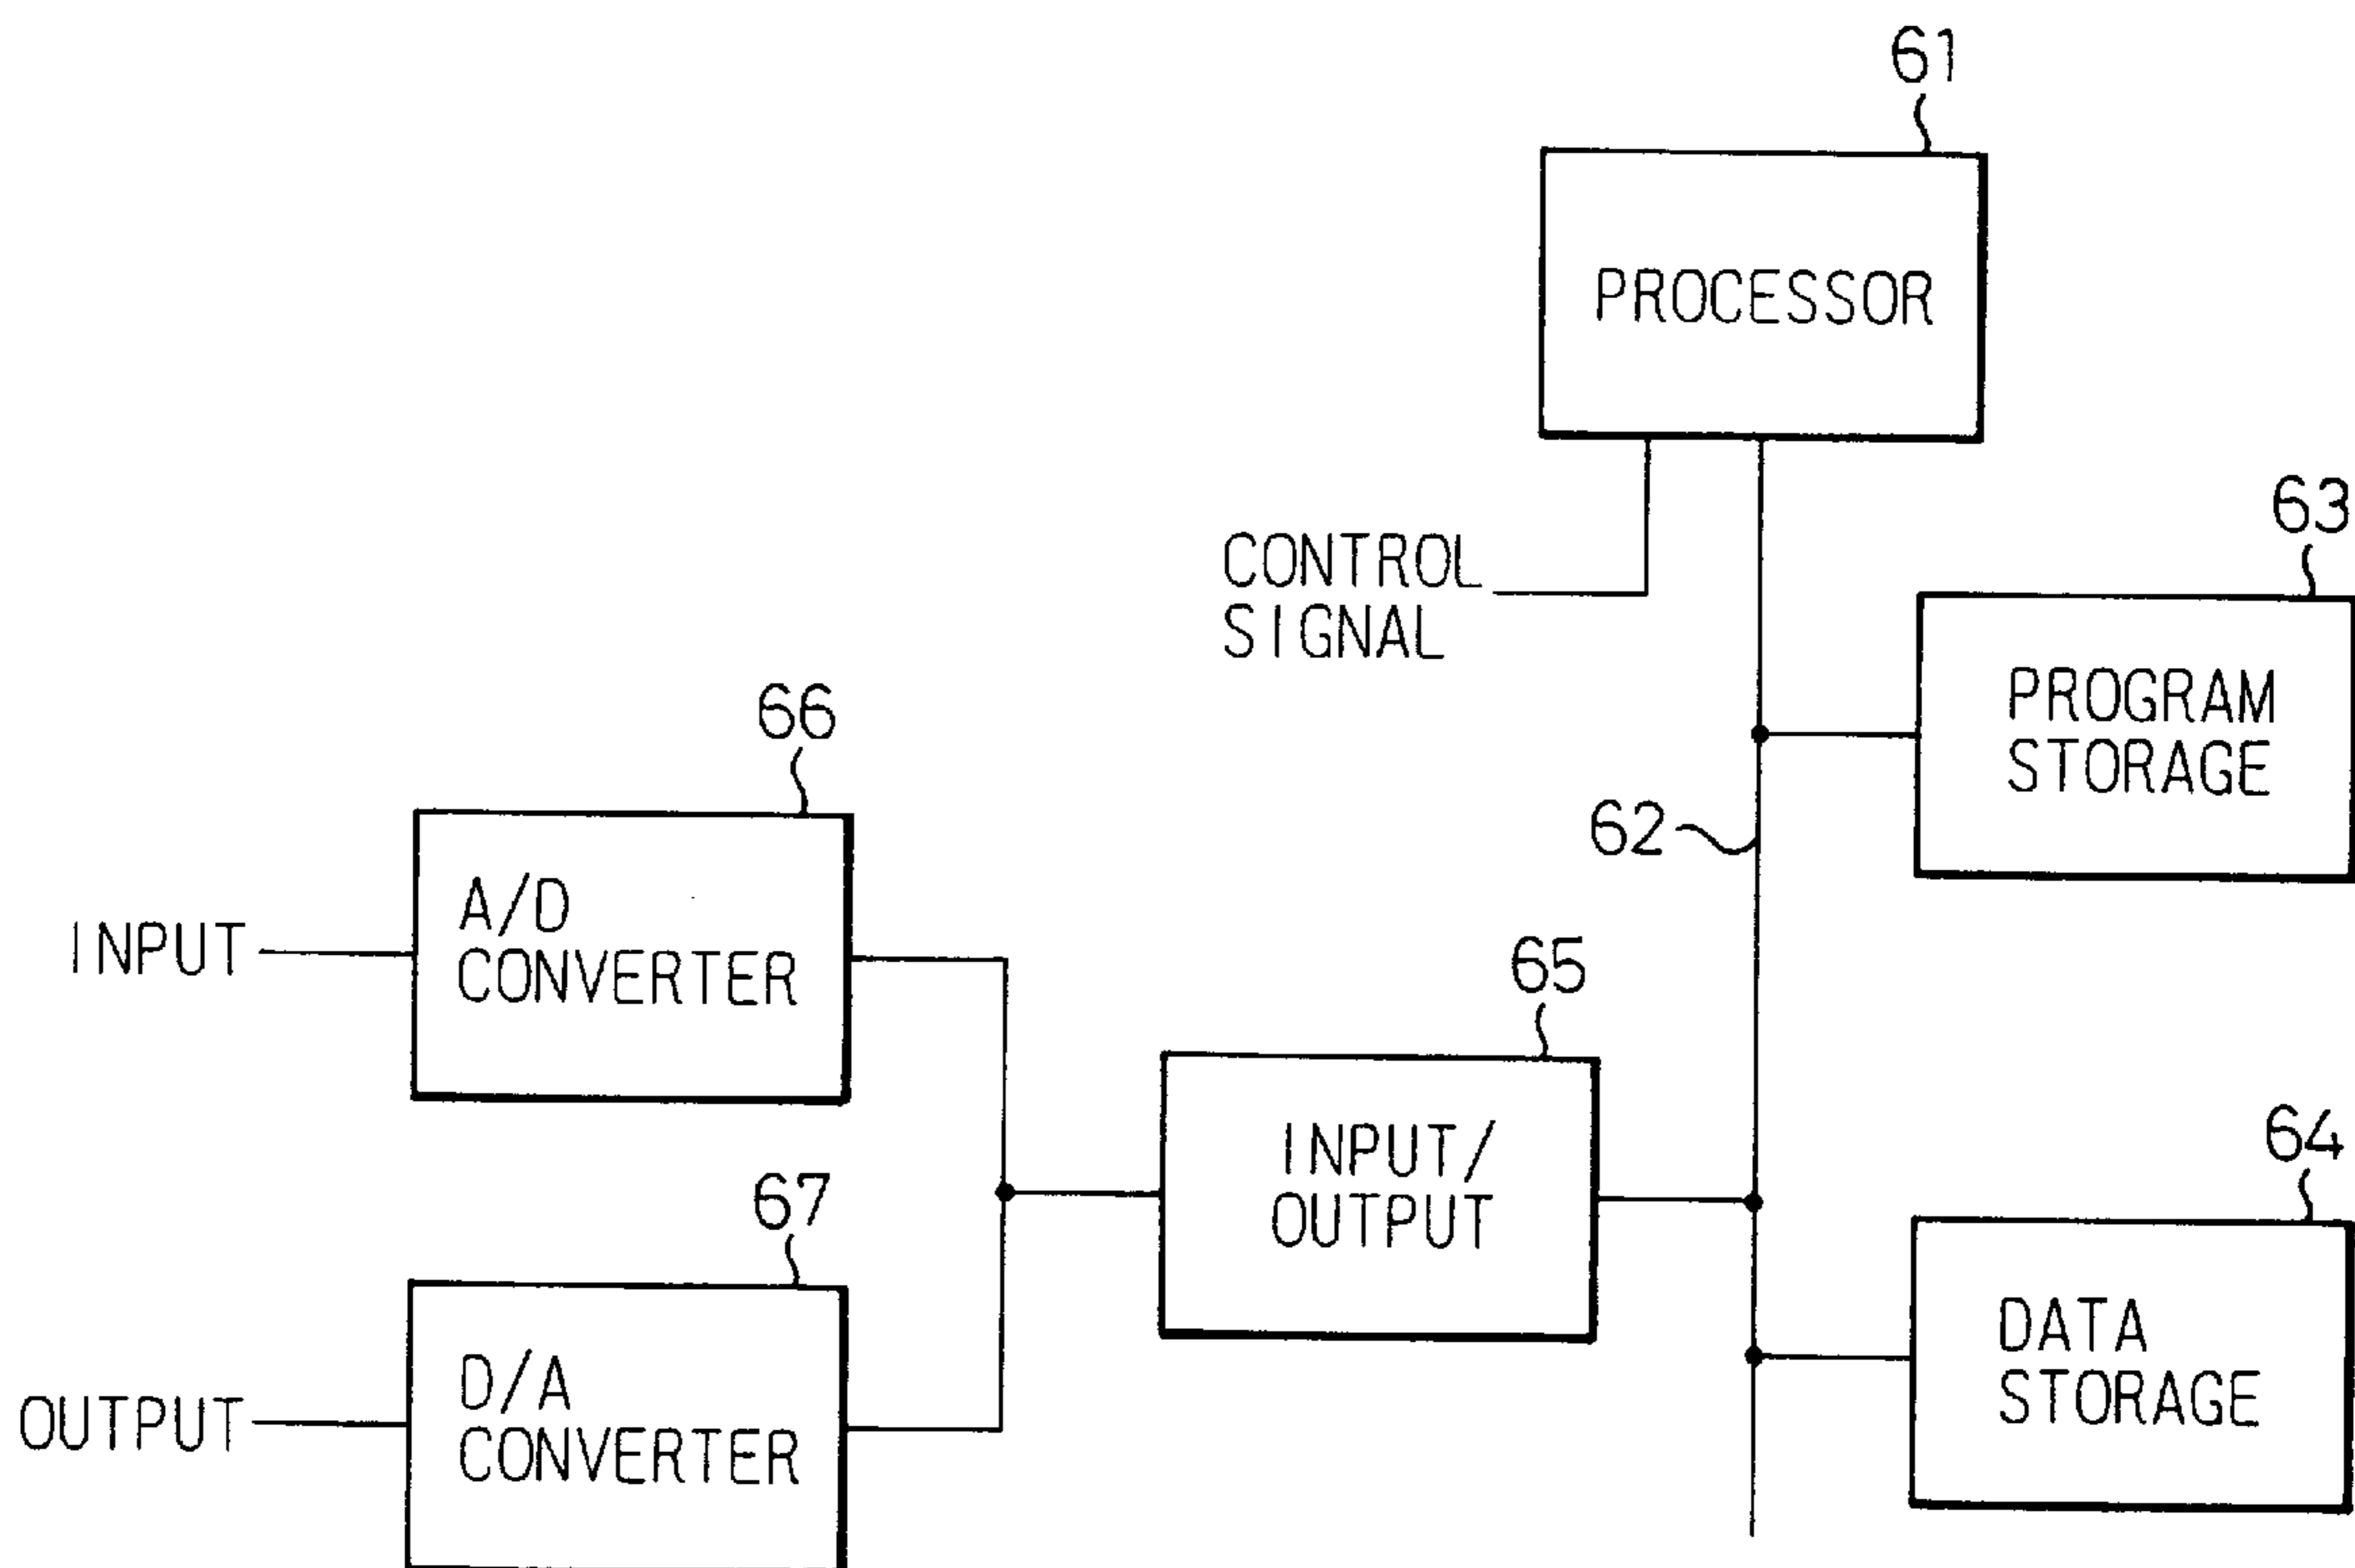 61
PROCESSOR
63
CONTROL
SIGNAL
PROGRAM
STORAGE
66
62
A/D
CONVERTER
INPUT
65
64
INPUT/
OUTPUT
67
DATA
STORAGE
D/A
CONVERTER
OUTPUT